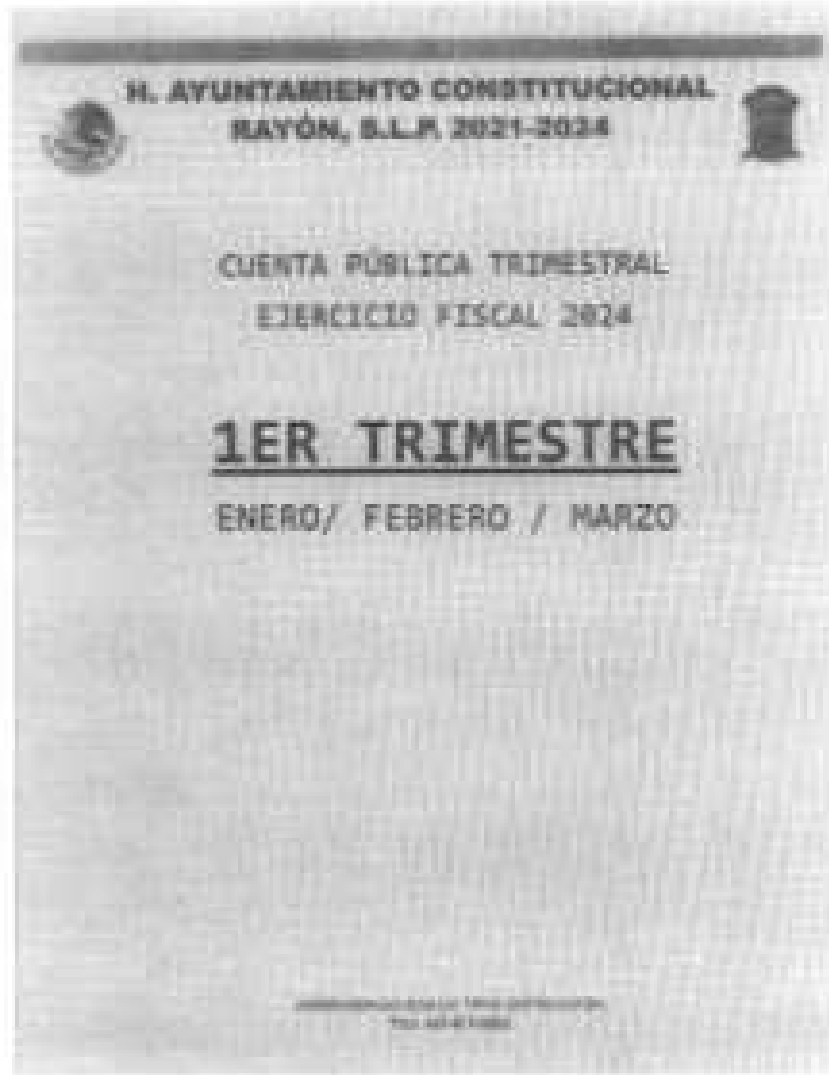 H. AYUNTAMIENTO CONSTITUCIONAL
RAYÓN, S.L.P. 2021-2024
CUENTA PÚBLICA TRIMESTRAL
EJERCICIO FISCAL 2024
1ER TRIMESTRE
ENERO/ FEBRERO / MARZO